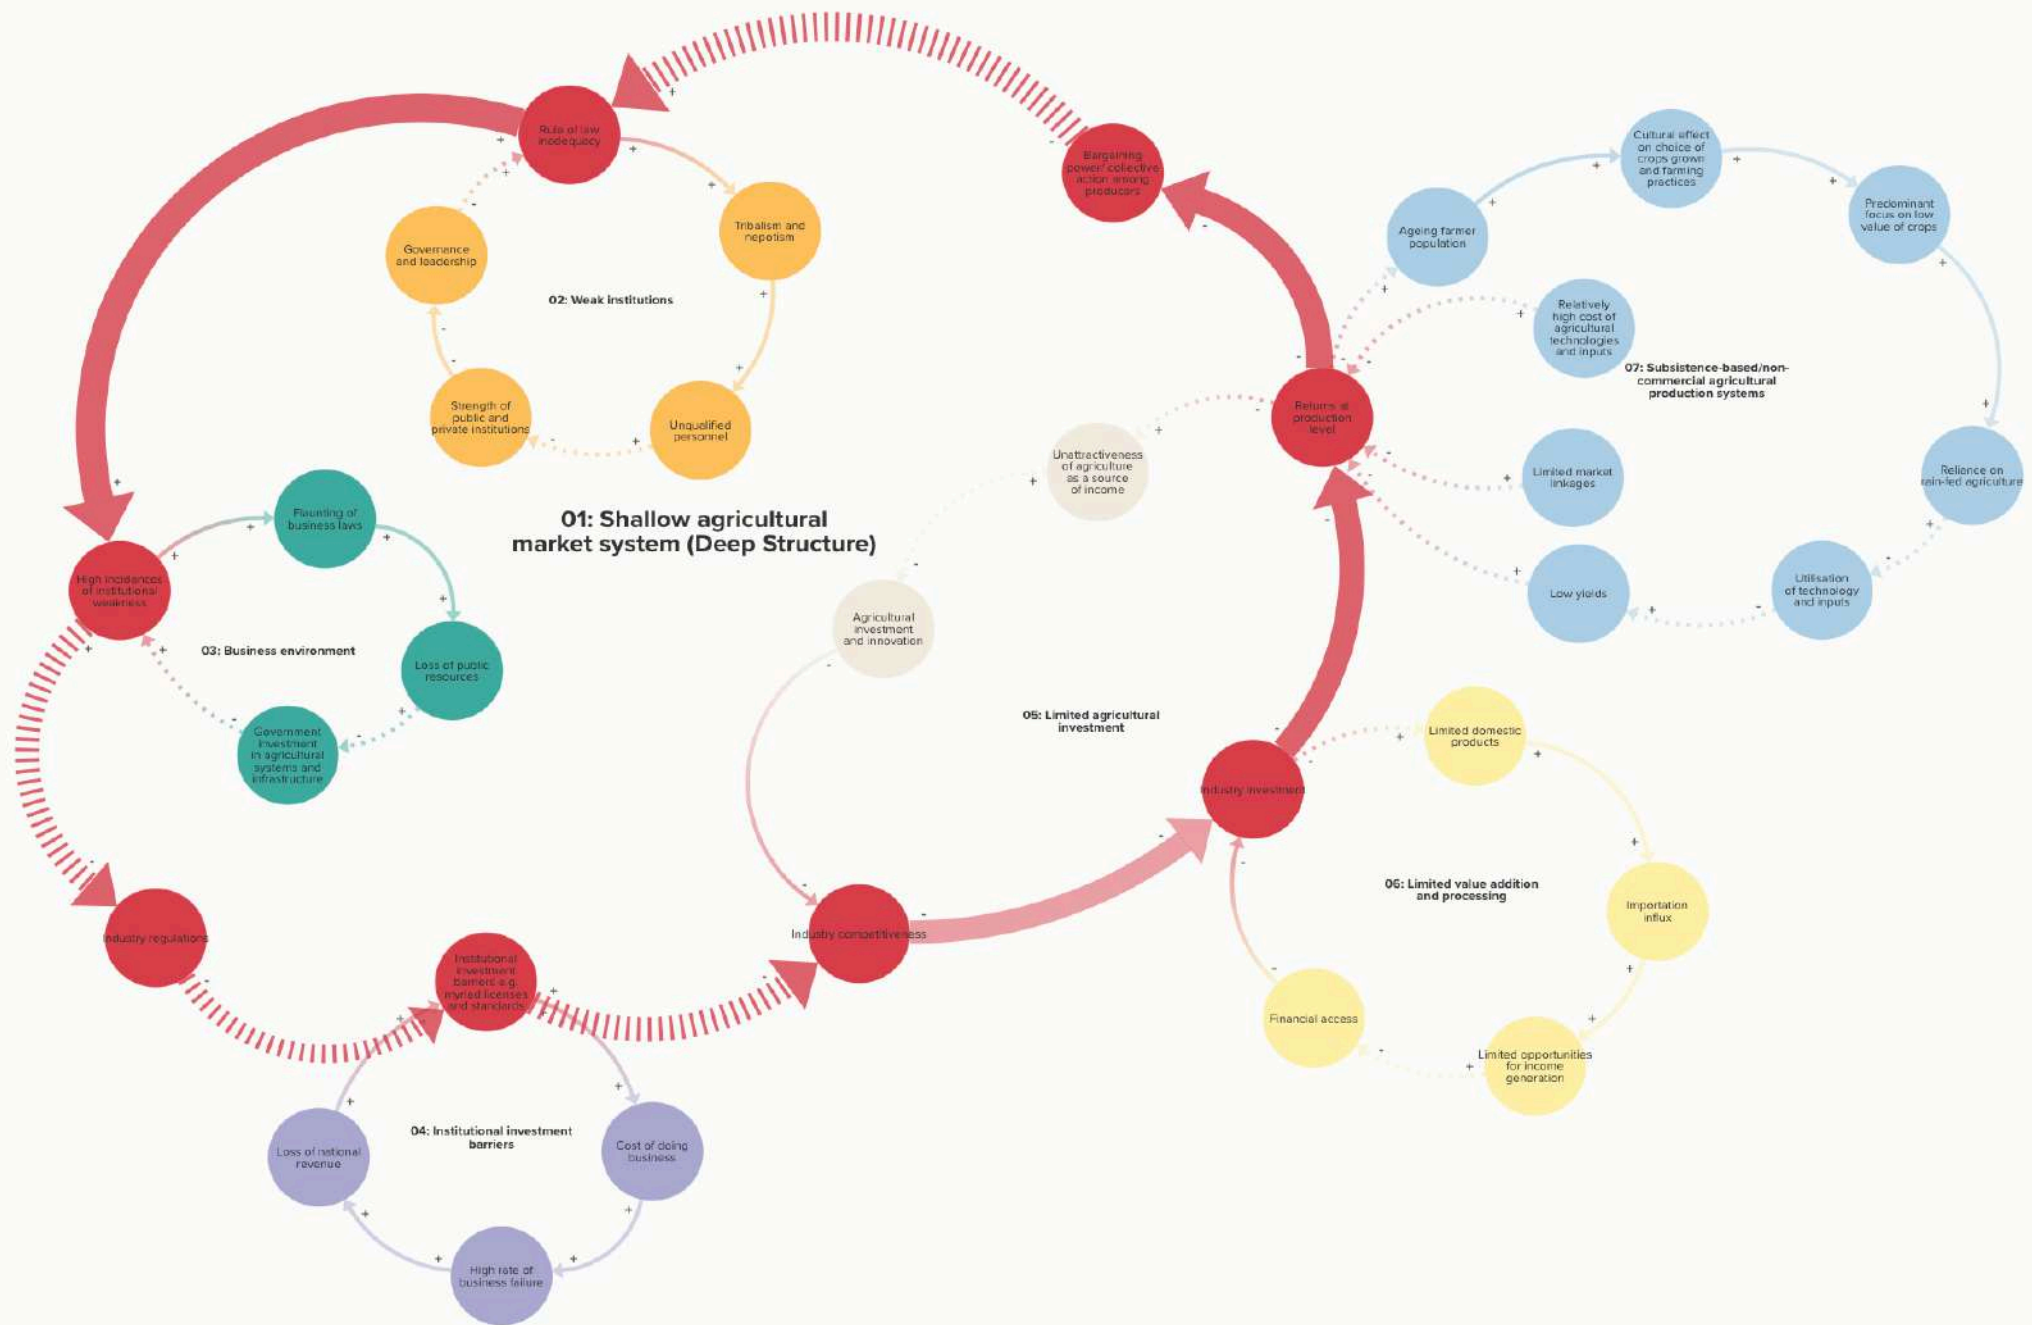 Rule of law
inadequacy
Bargaining
power/ collective
action among
producers
Cultural effect
on choice of
crops grown
and farming
practices
Predominant
focus on low
value of crops
Ageing farmer
population
Tribalism and
nepotism
Governance
and leadership
02: Weak institutions
Relatively
high cost of
agricultural
technologies
and inputs
07: Subsistence-based/non-
commercial agricultural
production systems
Strength of
public and
private institutions
Unqualified
personnel
Returns at
production
level
Unattractiveness
of agriculture
as a source
of income
Limited market
linkages
Reliance on
rain-fed agriculture
Flaunting of
business laws
01: Shallow agricultural
market system (Deep Structure)
High incidences
of institutional
weakness
Low yields
Utilisation
of technology
and inputs
Agricultural
investment
and innovation
03: Business environment
Loss of public
resources
Government
investment
in agricultural
systems and
infrastructure
05: Limited agricultural
investment
Limited domestic
products
Industry investment
06: Limited value addition
and processing
Importation
influx
Industry regulations
Institutional
investment
barriers e.g.
myried licenses
and standards
Industry competitiveness
Financial access
Limited opportunities
for income
generation
04: Institutional investment
barriers
Loss of national
revenue
Cost of doing
business
High rate of
business failure